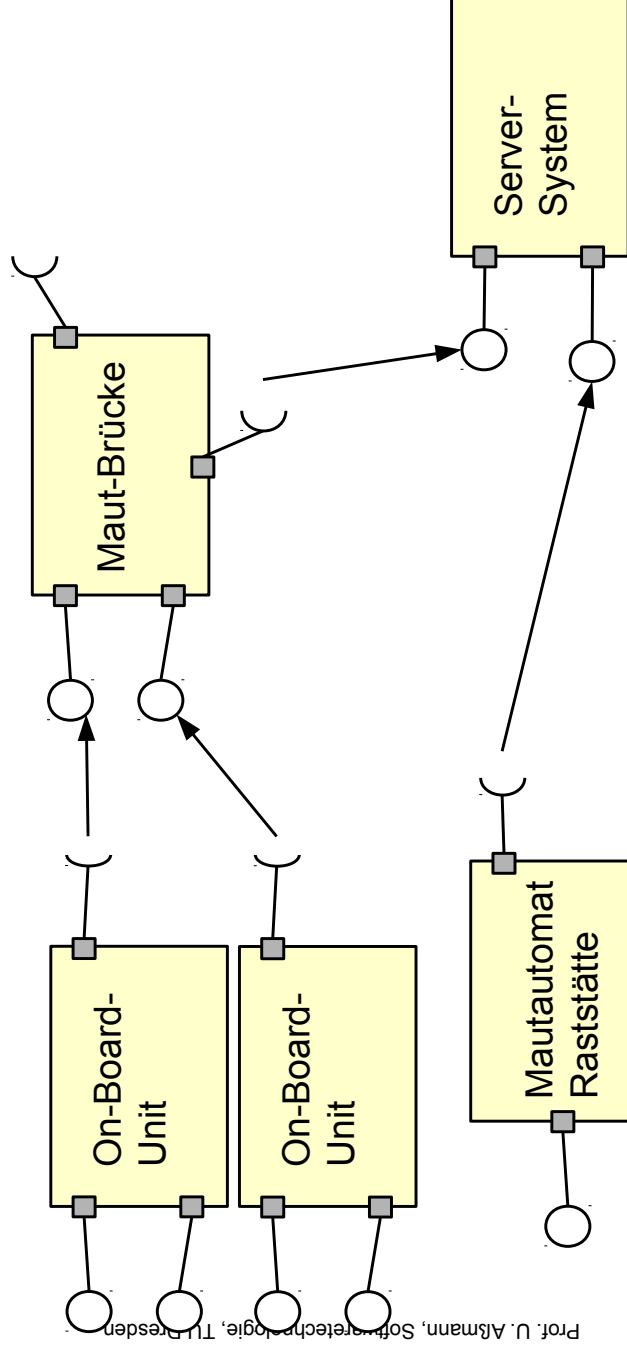 Maut-Brücke
Server-
System
On-Board-
Unit
On-Board-
Unit
Mautautomat
Raststätte
Prof. U. Aßmann, Softwaretechnologie, TU Dresden